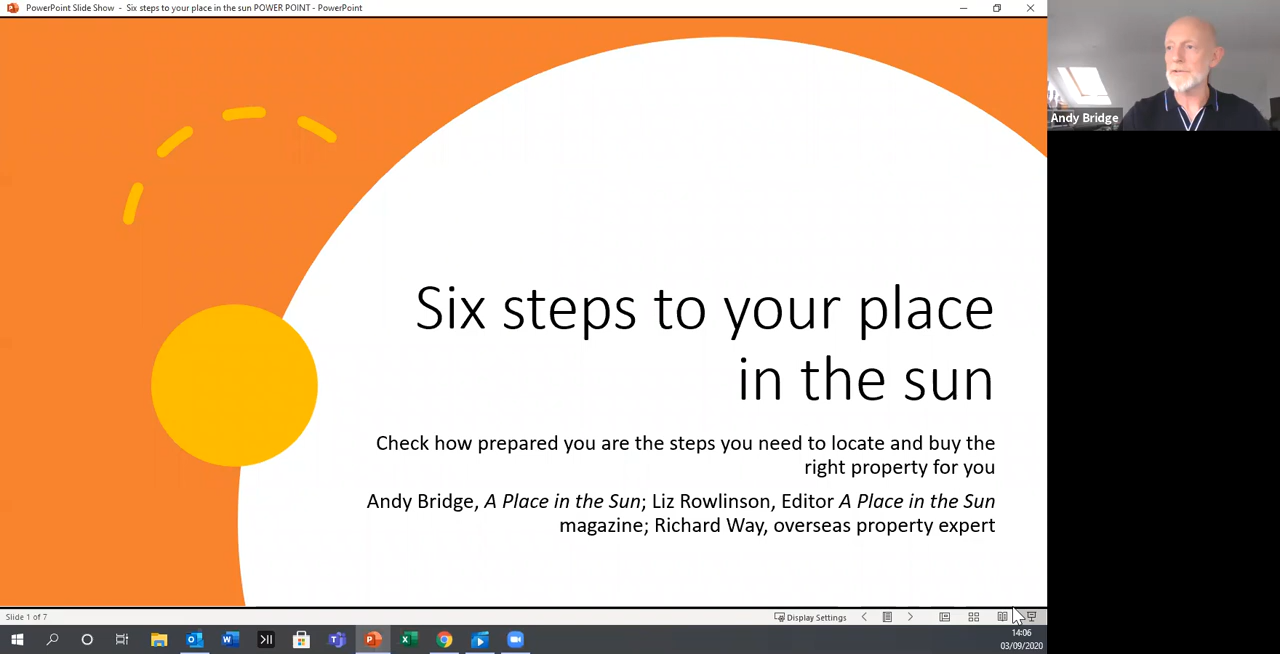 PowerPoint Slide Show - Six steps to your place in the sun POWER POINT - PowerPoint
Andy Bridge
Six steps to your place
in the sun
Check how prepared you are the steps you need to locate and buy the
right property for you
Andy Bridge, A Place in the Sun; Liz Rowlinson, Editor A Place in the Sun
magazine; Richard Way, overseas property expert
Slide 1 of 7
Display Settings
14:06
03/09/2020